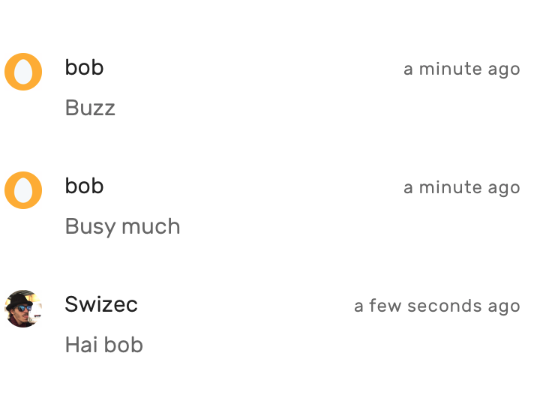 bob
a minute ago
Buzz
bob
a minute ago
Busy much
Swizec
a few seconds ago
Hai bob